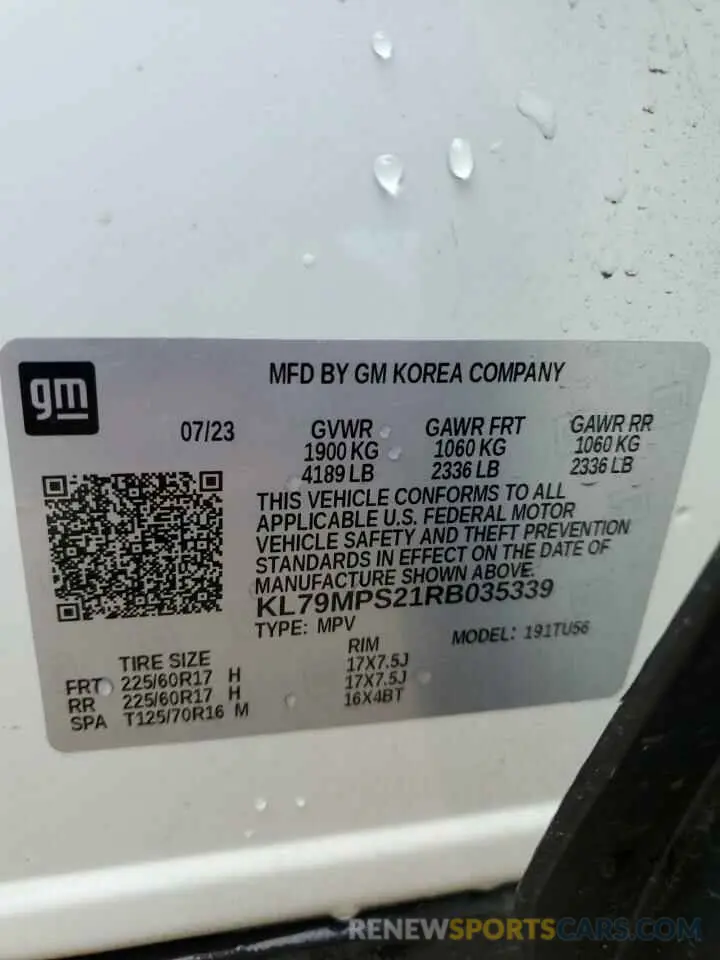 gm
MFD BY GM KOREA COMPANY
07/23 GVWR GAWR FRT GAWR RR
1900 KG 1060 KG 1060 KG
4189 LB 2336 LB 2336 LB
THIS VEHICLE CONFORMS TO ALL
APPLICABLE U.S. FEDERAL MOTOR
VEHICLE SAFETY AND THEFT PREVENTION
STANDARDS IN EFFECT ON THE DATE OF
MANUFACTURE SHOWN ABOVE.
KL79MPS21RB035339
TYPE: MPV MODEL: 191TU56
TIRE SIZE RIM
FRT 225/60R17 H 17X7.5J
RR 225/60R17 H 17X7.5J
SPA T125/70R16 M 16X4BT
RENEWSPORTSCARS.COM